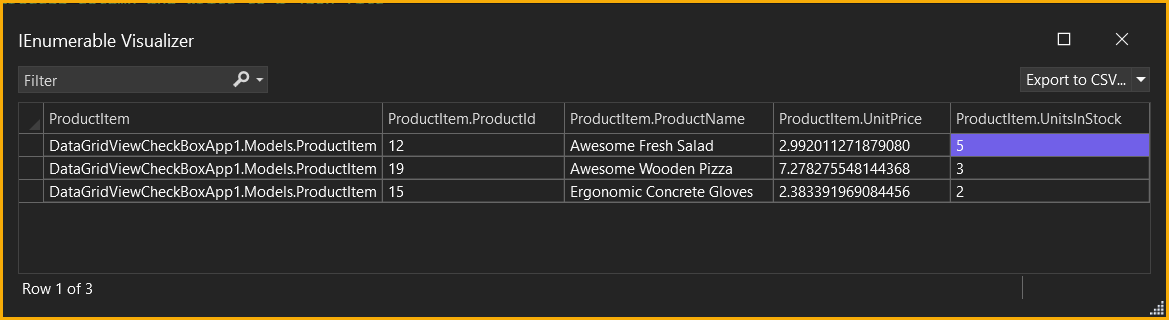 IEnumerable Visualizer
Filter
Export to CSV...
ProductItem ProductItem.ProductId ProductItem.ProductName ProductItem.UnitPrice ProductItem.UnitsInStock
DataGridViewCheckBoxApp1.Models.ProductItem 12 Awesome Fresh Salad 2.992011271879080 5
DataGridViewCheckBoxApp1.Models.ProductItem 19 Awesome Wooden Pizza 7.278275548144368 3
DataGridViewCheckBoxApp1.Models.ProductItem 15 Ergonomic Concrete Gloves 2.383391969084456 2
Row 1 of 3